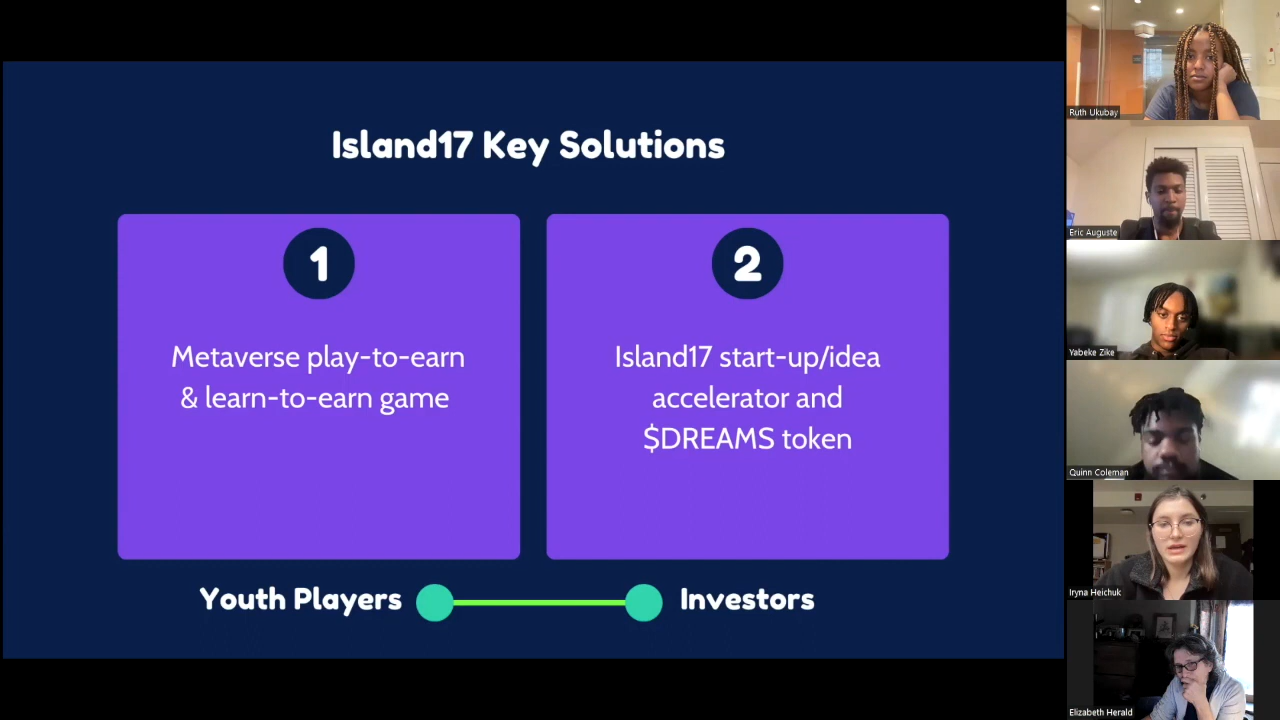 Island17 Key Solutions
1
Metaverse play-to-earn
& learn-to-earn game
2
Island17 start-up/idea
accelerator and
$DREAMS token
Youth Players
Investors
Ruth Ukubay
Eric Auguste
Yabeke Zike
Quinn Coleman
Iryna Heichuk
Elizabeth Herald